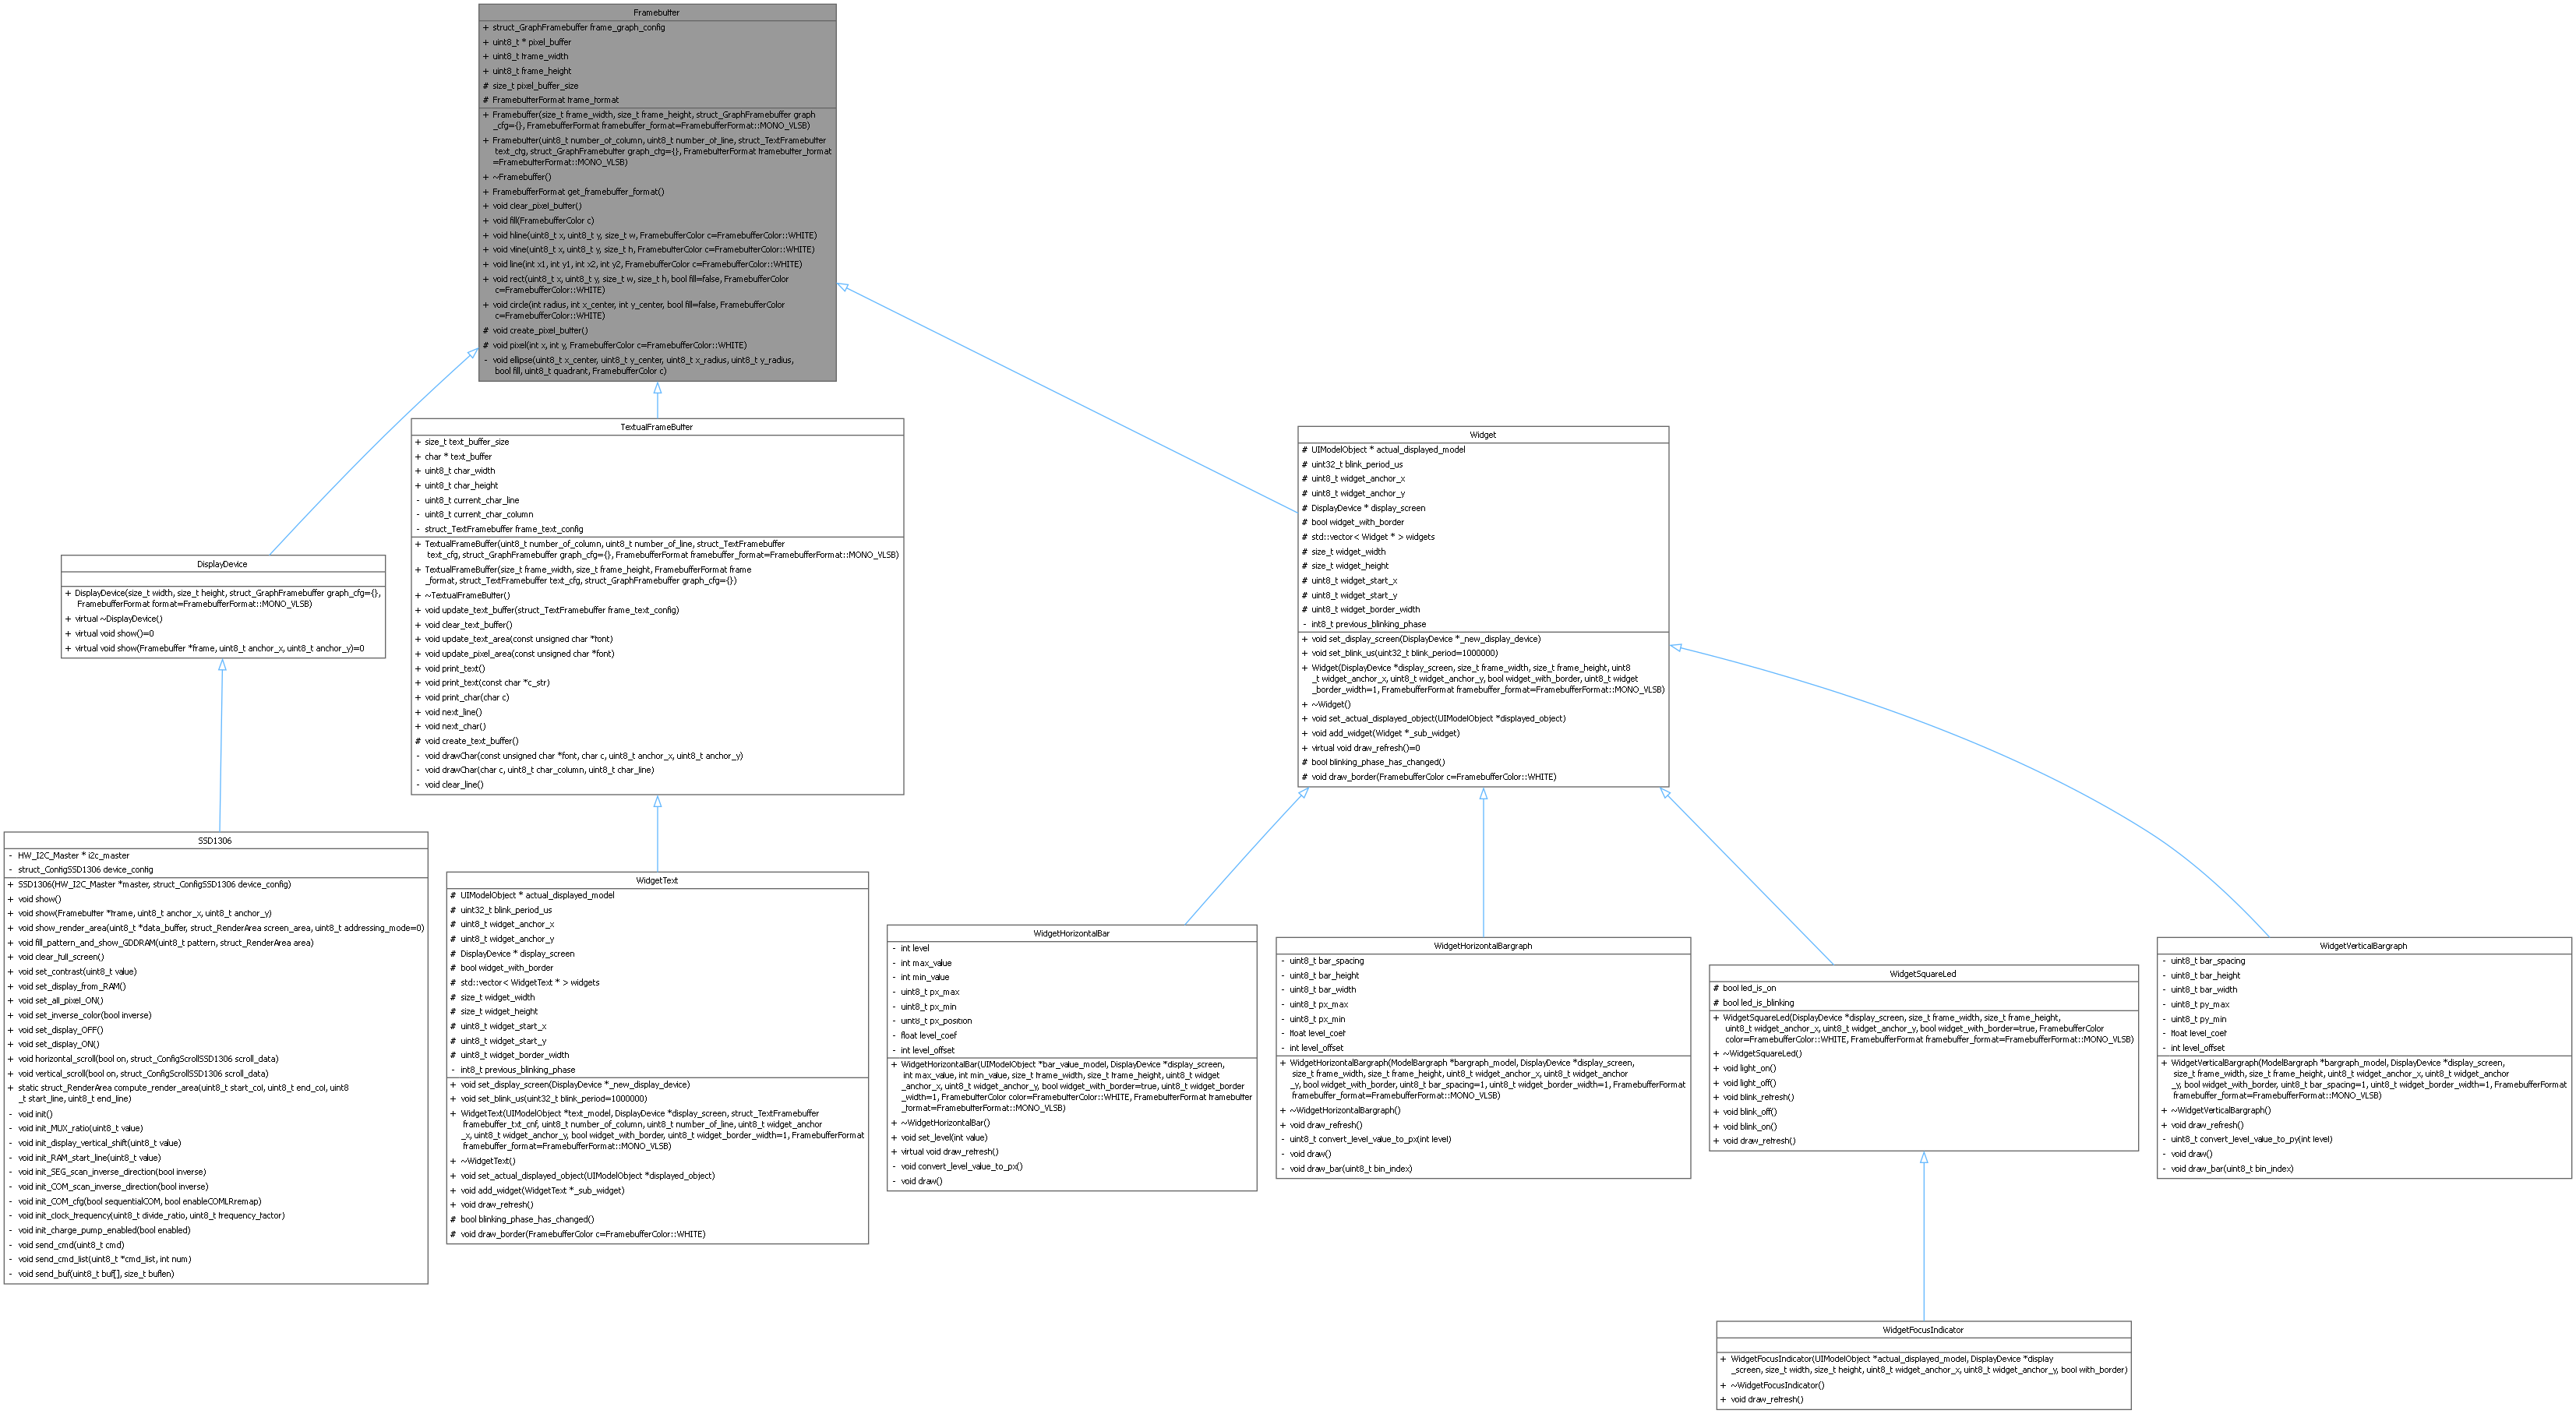 Framebuffer
+ struct_GraphFramebuffer frame_graph_config
+ uint8_t * pixel_buffer
+ uint8_t frame_width
+ uint8_t frame_height
# size_t pixel_buffer_size
# FramebufferFormat frame_format
+ Framebuffer(size_t frame_width, size_t frame_height, struct_GraphFramebuffer graph
_cfg={}, FramebufferFormat framebuffer_format=FramebufferFormat::MONO_VLSB)
+ Framebuffer(uint8_t number_of_column, uint8_t number_of_line, struct_TextFramebuffer
text_cfg, struct_GraphFramebuffer graph_cfg={}, FramebufferFormat framebuffer_format
=FramebufferFormat::MONO_VLSB)
+ ~Framebuffer()
+ FramebufferFormat get_framebuffer_format()
+ void clear_pixel_buffer()
+ void fill(FramebufferColor c)
+ void hline(uint8_t x, uint8_t y, size_t w, FramebufferColor c=FramebufferColor::WHITE)
+ void vline(uint8_t x, uint8_t y, size_t h, FramebufferColor c=FramebufferColor::WHITE)
+ void line(int x1, int y1, int x2, int y2, FramebufferColor c=FramebufferColor::WHITE)
+ void rect(uint8_t x, uint8_t y, size_t w, size_t h, bool fill=false, FramebufferColor
c=FramebufferColor::WHITE)
+ void circle(int radius, int x_center, int y_center, bool fill=false, FramebufferColor
c=FramebufferColor::WHITE)
# void create_pixel_buffer()
# void pixel(int x, int y, FramebufferColor c=FramebufferColor::WHITE)
- void ellipse(uint8_t x_center, uint8_t y_center, uint8_t x_radius, uint8_t y_radius,
bool fill, uint8_t quadrant, FramebufferColor c)
TextualFrameBuffer
+ size_t text_buffer_size
+ char * text_buffer
+ uint8_t char_width
+ uint8_t char_height
- uint8_t current_char_line
- uint8_t current_char_column
- struct_TextFramebuffer frame_text_config
+ TextualFrameBuffer(uint8_t number_of_column, uint8_t number_of_line, struct_TextFramebuffer
text_cfg, struct_GraphFramebuffer graph_cfg={}, FramebufferFormat framebuffer_format=FramebufferFormat::MONO_VLSB)
+ TextualFrameBuffer(size_t frame_width, size_t frame_height, FramebufferFormat frame
_format, struct_TextFramebuffer text_cfg, struct_GraphFramebuffer graph_cfg={})
+ ~TextualFrameBuffer()
+ void update_text_buffer(struct_TextFramebuffer frame_text_config)
+ void clear_text_buffer()
+ void update_text_area(const unsigned char *font)
+ void update_pixel_area(const unsigned char *font)
+ void print_text()
+ void print_text(const char *c_str)
+ void print_char(char c)
+ void next_line()
+ void next_char()
# void create_text_buffer()
- void drawChar(const unsigned char *font, char c, uint8_t anchor_x, uint8_t anchor_y)
- void drawChar(char c, uint8_t char_column, uint8_t char_line)
- void clear_line()
Widget
# UIModelObject * actual_displayed_model
# uint32_t blink_period_us
# uint8_t widget_anchor_x
# uint8_t widget_anchor_y
# DisplayDevice * display_screen
# bool widget_with_border
# std::vector< Widget * > widgets
# size_t widget_width
# size_t widget_height
# uint8_t widget_start_x
# uint8_t widget_start_y
# uint8_t widget_border_width
- int8_t previous_blinking_phase
+ void set_display_screen(DisplayDevice *_new_display_device)
+ void set_blink_us(uint32_t blink_period=1000000)
+ Widget(DisplayDevice *display_screen, size_t frame_width, size_t frame_height, uint8
_t widget_anchor_x, uint8_t widget_anchor_y, bool widget_with_border, uint8_t widget
_border_width=1, FramebufferFormat framebuffer_format=FramebufferFormat::MONO_VLSB)
+ ~Widget()
+ void set_actual_displayed_object(UIModelObject *displayed_object)
+ void add_widget(Widget *_sub_widget)
+ virtual void draw_refresh()=0
# bool blinking_phase_has_changed()
# void draw_border(FramebufferColor c=FramebufferColor::WHITE)
DisplayDevice
+ DisplayDevice(size_t width, size_t height, struct_GraphFramebuffer graph_cfg={},
FramebufferFormat format=FramebufferFormat::MONO_VLSB)
+ virtual ~DisplayDevice()
+ virtual void show()=0
+ virtual void show(Framebuffer *frame, uint8_t anchor_x, uint8_t anchor_y)=0
SSD1306
- HW_I2C_Master * i2c_master
- struct_ConfigSSD1306 device_config
+ SSD1306(HW_I2C_Master *master, struct_ConfigSSD1306 device_config)
+ void show()
+ void show(Framebuffer *frame, uint8_t anchor_x, uint8_t anchor_y)
+ void show_render_area(uint8_t *data_buffer, struct_RenderArea screen_area, uint8_t addressing_mode=0)
+ void fill_pattern_and_show_GDDRAM(uint8_t pattern, struct_RenderArea area)
+ void clear_full_screen()
+ void set_contrast(uint8_t value)
+ void set_display_from_RAM()
+ void set_all_pixel_ON()
+ void set_inverse_color(bool inverse)
+ void set_display_OFF()
+ void set_display_ON()
+ void horizontal_scroll(bool on, struct_ConfigScrollSSD1306 scroll_data)
+ void vertical_scroll(bool on, struct_ConfigScrollSSD1306 scroll_data)
+ static struct_RenderArea compute_render_area(uint8_t start_col, uint8_t end_col, uint8
_t start_line, uint8_t end_line)
- void init()
- void init_MUX_ratio(uint8_t value)
- void init_display_vertical_shift(uint8_t value)
- void init_RAM_start_line(uint8_t value)
- void init_SEG_scan_inverse_direction(bool inverse)
- void init_COM_scan_inverse_direction(bool inverse)
- void init_COM_cfg(bool sequentialCOM, bool enableCOMLRremap)
- void init_clock_frequency(uint8_t divide_ratio, uint8_t frequency_factor)
- void init_charge_pump_enabled(bool enabled)
- void send_cmd(uint8_t cmd)
- void send_cmd_list(uint8_t *cmd_list, int num)
- void send_buf(uint8_t buf[], size_t buflen)
WidgetText
# UIModelObject * actual_displayed_model
# uint32_t blink_period_us
# uint8_t widget_anchor_x
# uint8_t widget_anchor_y
# DisplayDevice * display_screen
# bool widget_with_border
# std::vector< WidgetText * > widgets
# size_t widget_width
# size_t widget_height
# uint8_t widget_start_x
# uint8_t widget_start_y
# uint8_t widget_border_width
- int8_t previous_blinking_phase
+ void set_display_screen(DisplayDevice *_new_display_device)
+ void set_blink_us(uint32_t blink_period=1000000)
+ WidgetText(UIModelObject *text_model, DisplayDevice *display_screen, struct_TextFramebuffer
framebuffer_txt_cnf, uint8_t number_of_column, uint8_t number_of_line, uint8_t widget_anchor
_x, uint8_t widget_anchor_y, bool widget_with_border, uint8_t widget_border_width=1, FramebufferFormat
framebuffer_format=FramebufferFormat::MONO_VLSB)
+ ~WidgetText()
+ void set_actual_displayed_object(UIModelObject *displayed_object)
+ void add_widget(WidgetText *_sub_widget)
+ void draw_refresh()
# bool blinking_phase_has_changed()
# void draw_border(FramebufferColor c=FramebufferColor::WHITE)
WidgetHorizontalBar
- int level
- int max_value
- int min_value
- uint8_t px_max
- uint8_t px_min
- uint8_t px_position
- float level_coef
- int level_offset
+ WidgetHorizontalBar(UIModelObject *bar_value_model, DisplayDevice *display_screen,
int max_value, int min_value, size_t frame_width, size_t frame_height, uint8_t widget
_anchor_x, uint8_t widget_anchor_y, bool widget_with_border=true, uint8_t widget_border
_width=1, FramebufferColor color=FramebufferColor::WHITE, FramebufferFormat framebuffer
_format=FramebufferFormat::MONO_VLSB)
+ ~WidgetHorizontalBar()
+ void set_level(int value)
+ virtual void draw_refresh()
- void convert_level_value_to_px()
- void draw()
WidgetHorizontalBargraph
- uint8_t bar_spacing
- uint8_t bar_height
- uint8_t bar_width
- uint8_t px_max
- uint8_t px_min
- float level_coef
- int level_offset
+ WidgetHorizontalBargraph(ModelBargraph *bargraph_model, DisplayDevice *display_screen,
size_t frame_width, size_t frame_height, uint8_t widget_anchor_x, uint8_t widget_anchor
_y, bool widget_with_border, uint8_t bar_spacing=1, uint8_t widget_border_width=1, FramebufferFormat
framebuffer_format=FramebufferFormat::MONO_VLSB)
+ ~WidgetHorizontalBargraph()
+ void draw_refresh()
- uint8_t convert_level_value_to_px(int level)
- void draw()
- void draw_bar(uint8_t bin_index)
WidgetSquareLed
# bool led_is_on
# bool led_is_blinking
+ WidgetSquareLed(DisplayDevice *display_screen, size_t frame_width, size_t frame_height,
uint8_t widget_anchor_x, uint8_t widget_anchor_y, bool widget_with_border=true, FramebufferColor
color=FramebufferColor::WHITE, FramebufferFormat framebuffer_format=FramebufferFormat::MONO_VLSB)
+ ~WidgetSquareLed()
+ void light_on()
+ void light_off()
+ void blink_refresh()
+ void blink_off()
+ void blink_on()
+ void draw_refresh()
WidgetVerticalBargraph
- uint8_t bar_spacing
- uint8_t bar_height
- uint8_t bar_width
- uint8_t py_max
- uint8_t py_min
- float level_coef
- int level_offset
+ WidgetVerticalBargraph(ModelBargraph *bargraph_model, DisplayDevice *display_screen,
size_t frame_width, size_t frame_height, uint8_t widget_anchor_x, uint8_t widget_anchor
_y, bool widget_with_border, uint8_t bar_spacing=1, uint8_t widget_border_width=1, FramebufferFormat
framebuffer_format=FramebufferFormat::MONO_VLSB)
+ ~WidgetVerticalBargraph()
+ void draw_refresh()
- uint8_t convert_level_value_to_py(int level)
- void draw()
- void draw_bar(uint8_t bin_index)
WidgetFocusIndicator
+ WidgetFocusIndicator(UIModelObject *actual_displayed_model, DisplayDevice *display
_screen, size_t width, size_t height, uint8_t widget_anchor_x, uint8_t widget_anchor_y, bool with_border)
+ ~WidgetFocusIndicator()
+ void draw_refresh()